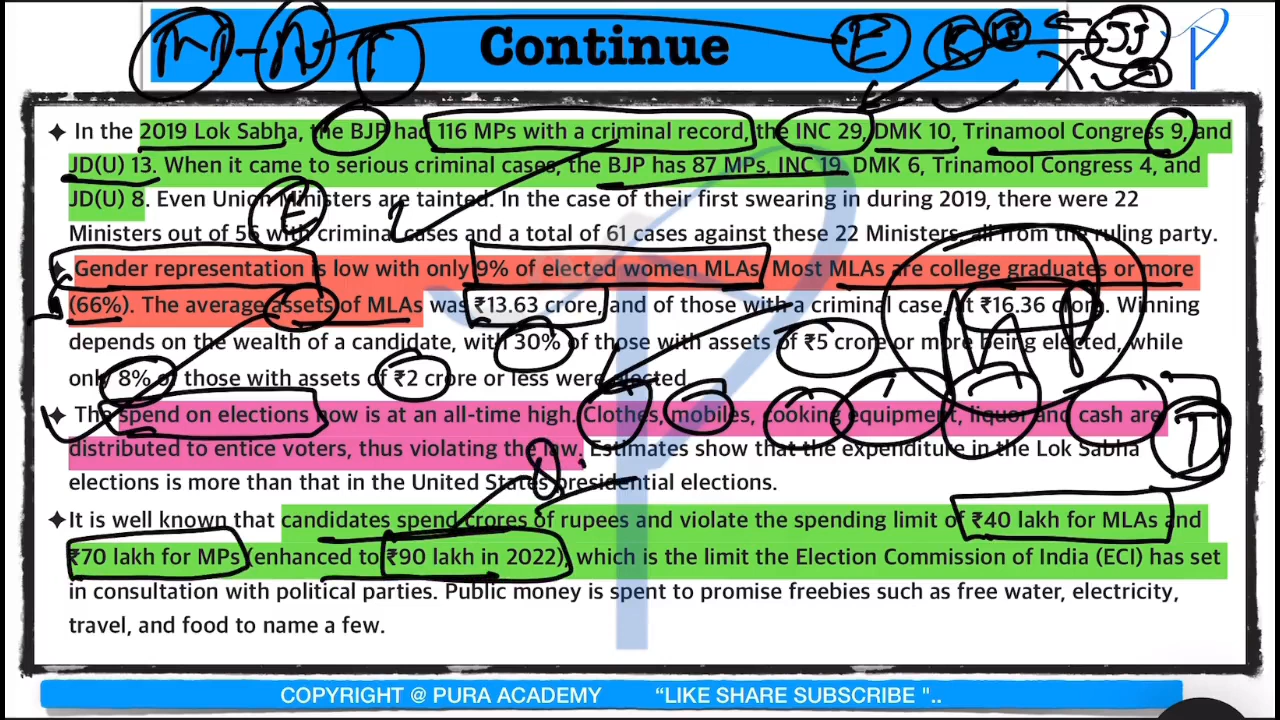 Continue
✦ In the 2019 Lok Sabha, the BJP had 116 MPs with a criminal record, the INC 29, DMK 10, Trinamool Congress 9, and
JD(U) 13. When it came to serious criminal cases, the BJP has 87 MPs. INC 19, DMK 6, Trinamool Congress 4, and
JD(U) 8. Even Union Ministers are tainted. In the case of their first swearing in during 2019, there were 22
Ministers out of 56 with criminal cases and a total of 61 cases against these 22 Ministers, all from the ruling party.
Gender representation is low with only 9% of elected women MLAs. Most MLAs are college graduates or more
(66%). The average assets of MLAs was ₹13.63 crore, and of those with a criminal case, at ₹16.36 crore. Winning
depends on the wealth of a candidate, with 30% of those with assets of ₹5 crore or more being elected, while
only 8% of those with assets of ₹2 crore or less were elected
✦ The spend on elections now is at an all-time high. Clothes, mobiles, cooking equipment, liquor and cash are
distributed to entice voters, thus violating the law. Estimates show that the expenditure in the Lok Sabha
elections is more than that in the United States presidential elections.
✦It is well known that candidates spend crores of rupees and violate the spending limit of ₹40 lakh for MLAs and
₹70 lakh for MPs (enhanced to ₹90 lakh in 2022), which is the limit the Election Commission of India (ECI) has set
in consultation with political parties. Public money is spent to promise freebies such as free water, electricity,
travel, and food to name a few.
COPYRIGHT @ PURA ACADEMY “LIKE SHARE SUBSCRIBE "..